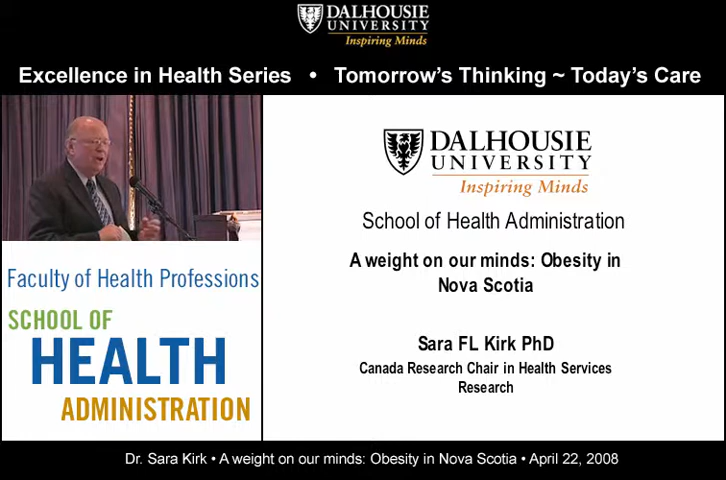 DALHOUSIE
UNIVERSITY
Inspiring Minds
Excellence in Health Series • Tomorrow's Thinking ~ Today's Care
DALHOUSIE
UNIVERSITY
Inspiring Minds
School of Health Administration
A weight on our minds: Obesity in
Nova Scotia
Sara FL Kirk PhD
Canada Research Chair in Health Services
Research
Faculty of Health Professions
SCHOOL OF
HEALTH
ADMINISTRATION
Dr. Sara Kirk • A weight on our minds: Obesity in Nova Scotia • April 22, 2008